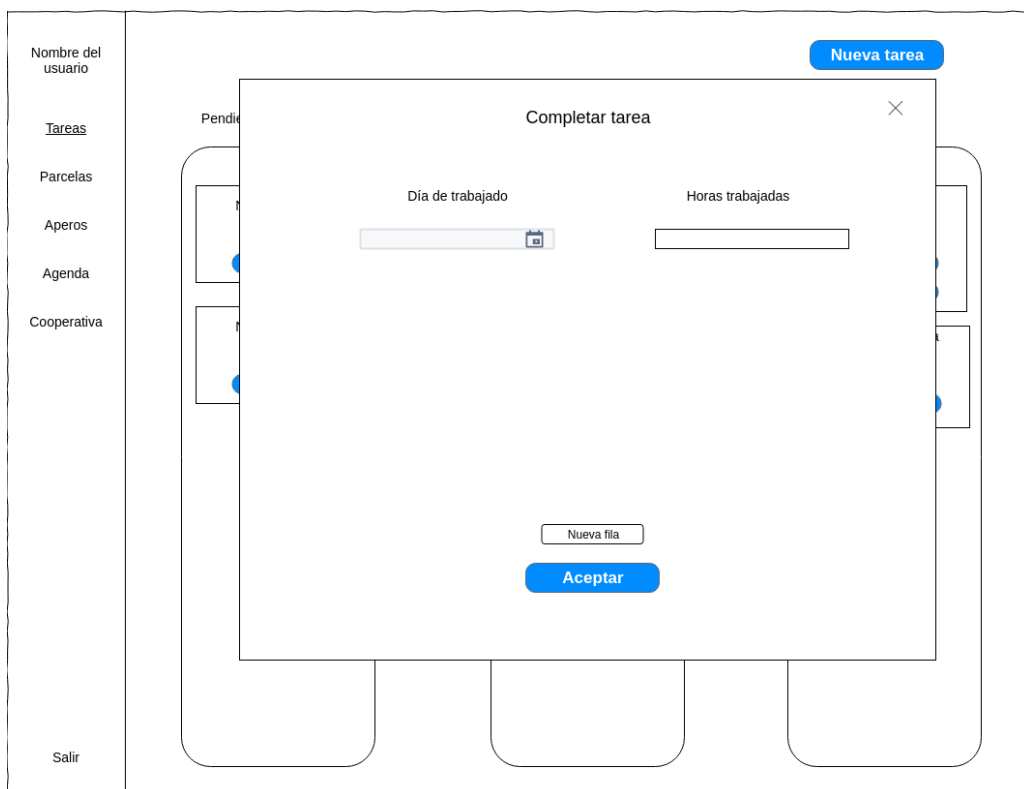 Nombre del
usuario
Nueva tarea
Tareas
Parcelas
Aperos
Agenda
Cooperativa
Salir
Completar tarea
Día de trabajado
Horas trabajadas
Nueva fila
Aceptar